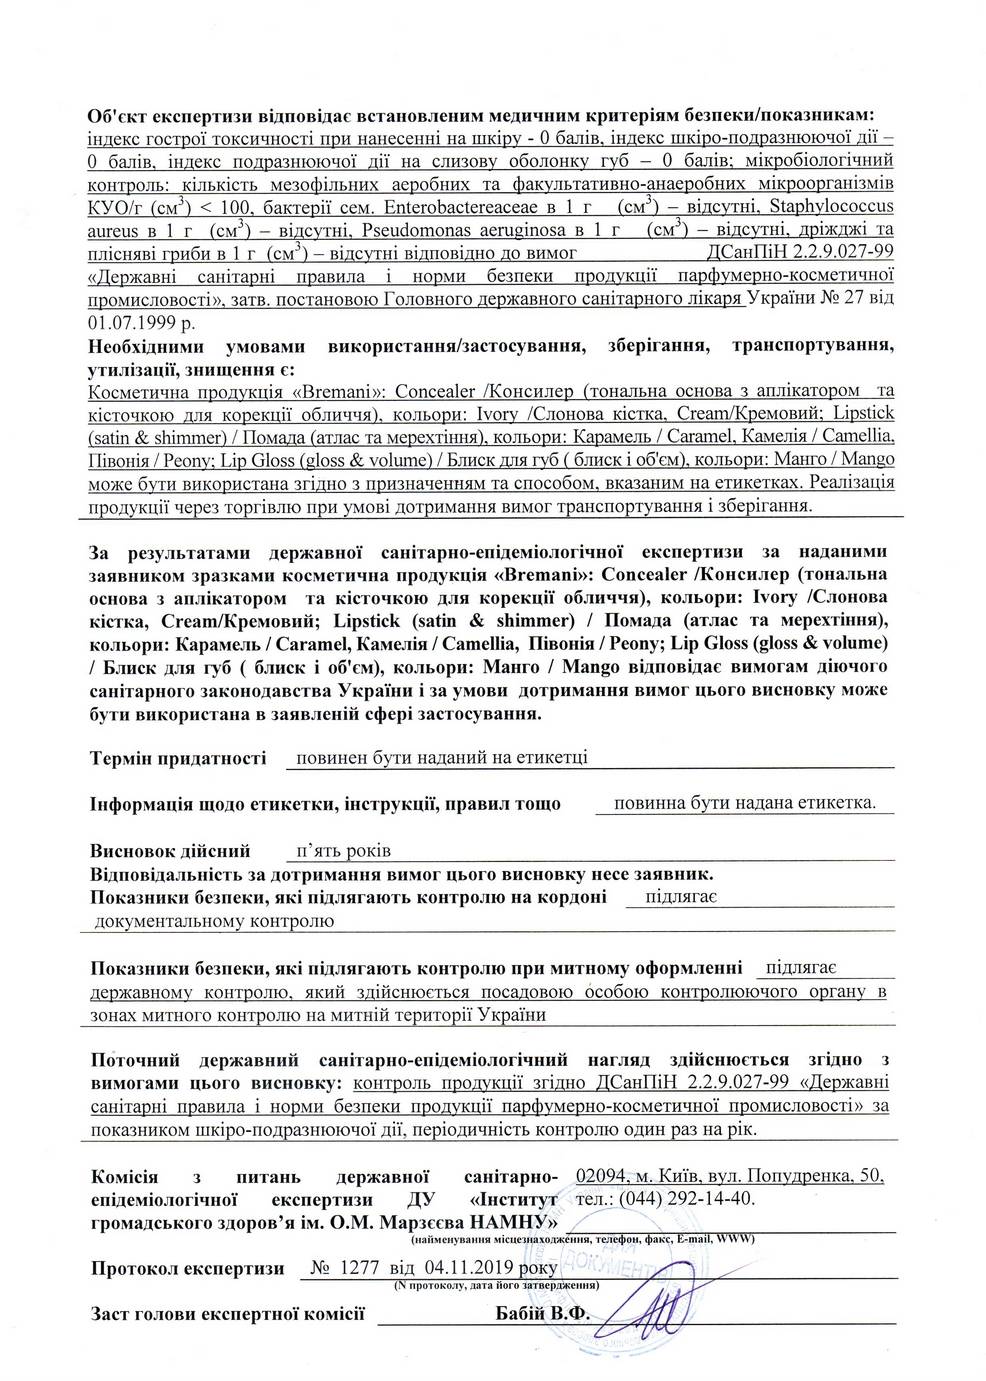 Об'єкт експертизи відповідає встановленим медичним критеріям безпеки/показникам:
індекс гострої токсичності при нанесенні на шкіру - 0 балів, індекс шкіро-подразнюючої дії –
0 балів, індекс подразнюючої дії на слизову оболонку губ – 0 балів; мікробіологічний
контроль: кількість мезофільних аеробних та факультативно-анаеробних мікроорганізмів
КУО/г (см³) < 100, бактерії сем. Enterobactereaceae в 1 г (см³) – відсутні, Staphylococcus
aureus в 1 г (см³) – відсутні, Pseudomonas aeruginosa в 1 г (см³) – відсутні, дріжджі та
плісняві гриби в 1 г (см³) – відсутні відповідно до вимог ДСанПіН 2.2.9.027-99
«Державні санітарні правила і норми безпеки продукції парфумерно-косметичної
промисловості», затв. постановою Головного державного санітарного лікаря України № 27 від
01.07.1999 р.
Необхідними умовами використання/застосування, зберігання, транспортування,
утилізації, знищення є:
Косметична продукція «Bremani»: Concealer /Консилер (тональна основа з аплікатором та
кісточкою для корекції обличчя), кольори: Ivory /Слонова кістка, Cream/Кремовий; Lipstick
(satin & shimmer) / Помада (атлас та мерехтіння), кольори: Карамель / Caramel, Камелія / Camellia,
Півонія / Peony; Lip Gloss (gloss & volume) / Блиск для губ ( блиск і об'єм), кольори: Манго / Mango
може бути використана згідно з призначенням та способом, вказаним на етикетках. Реалізація
продукції через торгівлю при умові дотримання вимог транспортування і зберігання.
За результатами державної санітарно-епідеміологічної експертизи за наданими
заявником зразками косметична продукція «Bremani»: Concealer /Консилер (тональна
основа з аплікатором та кісточкою для корекції обличчя), кольори: Ivory /Слонова
кістка, Cream/Кремовий; Lipstick (satin & shimmer) / Помада (атлас та мерехтіння),
кольори: Карамель / Caramel, Камелія / Camellia, Півонія / Peony; Lip Gloss (gloss & volume)
/ Блиск для губ ( блиск і об'єм), кольори: Манго / Mango відповідає вимогам діючого
санітарного законодавства України і за умови дотримання вимог цього висновку може
бути використана в заявленій сфері застосування.
Термін придатності повинен бути наданий на етикетці
Інформація щодо етикетки, інструкції, правил тощо повинна бути надана етикетка.
Висновок дійсний п’ять років
Відповідальність за дотримання вимог цього висновку несе заявник.
Показники безпеки, які підлягають контролю на кордоні підлягає
документальному контролю
Показники безпеки, які підлягають контролю при митному оформленні підлягає
державному контролю, який здійснюється посадовою особою контролюючого органу в
зонах митного контролю на митній території України
Поточний державний санітарно-епідеміологічний нагляд здійснюється згідно з
вимогами цього висновку: контроль продукції згідно ДСанПіН 2.2.9.027-99 «Державні
санітарні правила і норми безпеки продукції парфумерно-косметичної промисловості» за
показником шкіро-подразнюючої дії, періодичність контролю один раз на рік.
Комісія з питань державної санітарно- 02094, м. Київ, вул. Попудренка, 50,
епідеміологічної експертизи ДУ «Інститут тел.: (044) 292-14-40.
громадського здоров’я ім. О.М. Марзєєва НАМНУ»
(найменування місцезнаходження, телефон, факс, E-mail, WWW)
Протокол експертизи № 1277 від 04.11.2019 року
(N протоколу, дата його затвердження)
Заст голови експертної комісії Бабій В.Ф.
ДЛЯ
ДОКУМЕНТІВ